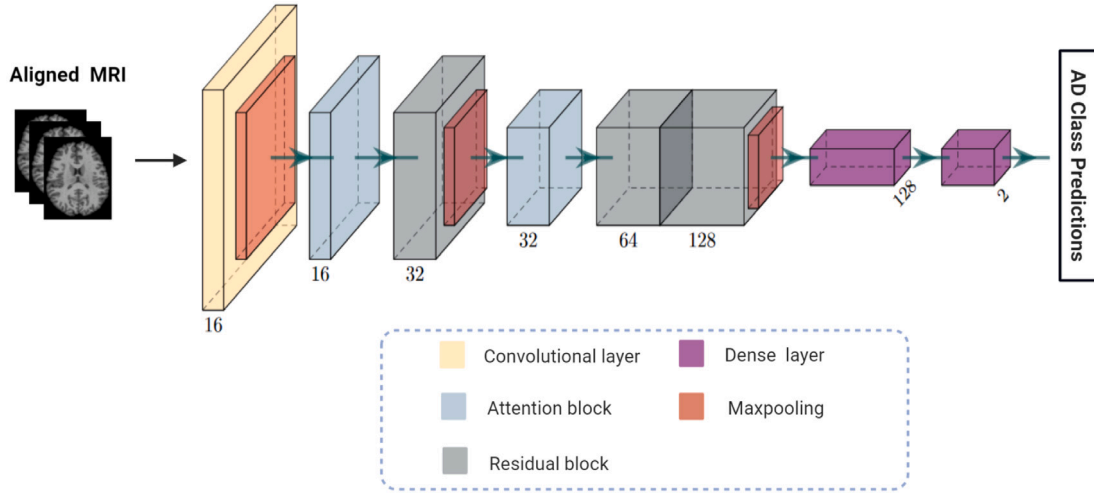 Aligned MRI
16
16
32
32
64
128
128
2
AD Class Predictions
Convolutional layer
Dense layer
Attention block
Maxpooling
Residual block